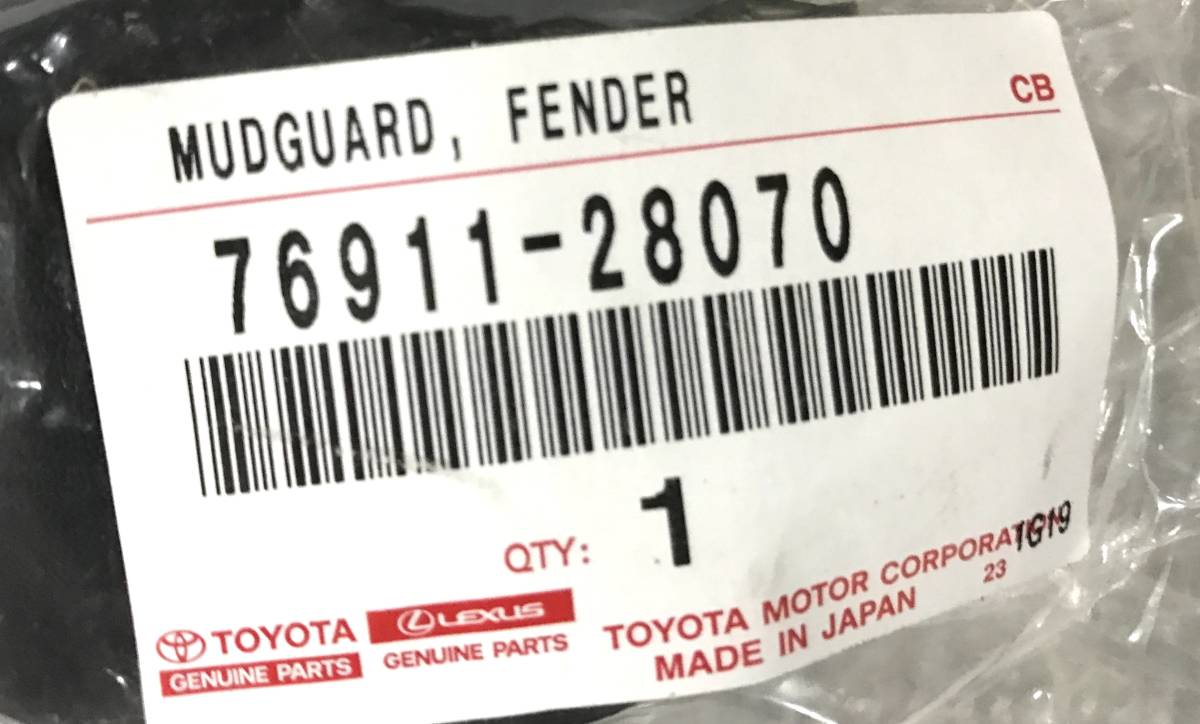 MUDGUARD, FENDER
CB
76911-28070
QTY: 1
TOYOTA
GENUINE PARTS
LEXUS
GENUINE PARTS
TOYOTA MOTOR CORPORATION
1G19
23
MADE IN JAPAN